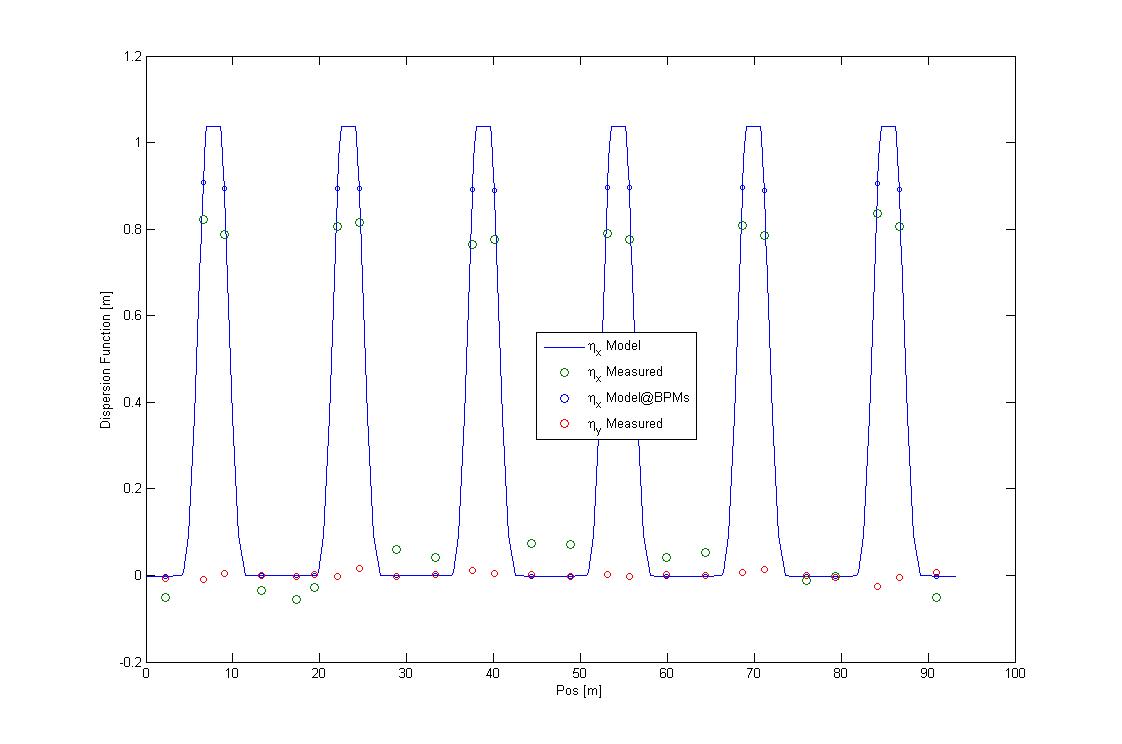 1.2
1
0.8
0.6
0.4
0.2
0
-0.2
Dispersion Function [m]
ηx Model
ηx Measured
ηx Model@BPMs
ηy Measured
0 10 20 30 40 50 60 70 80 90 100
Pos [m]